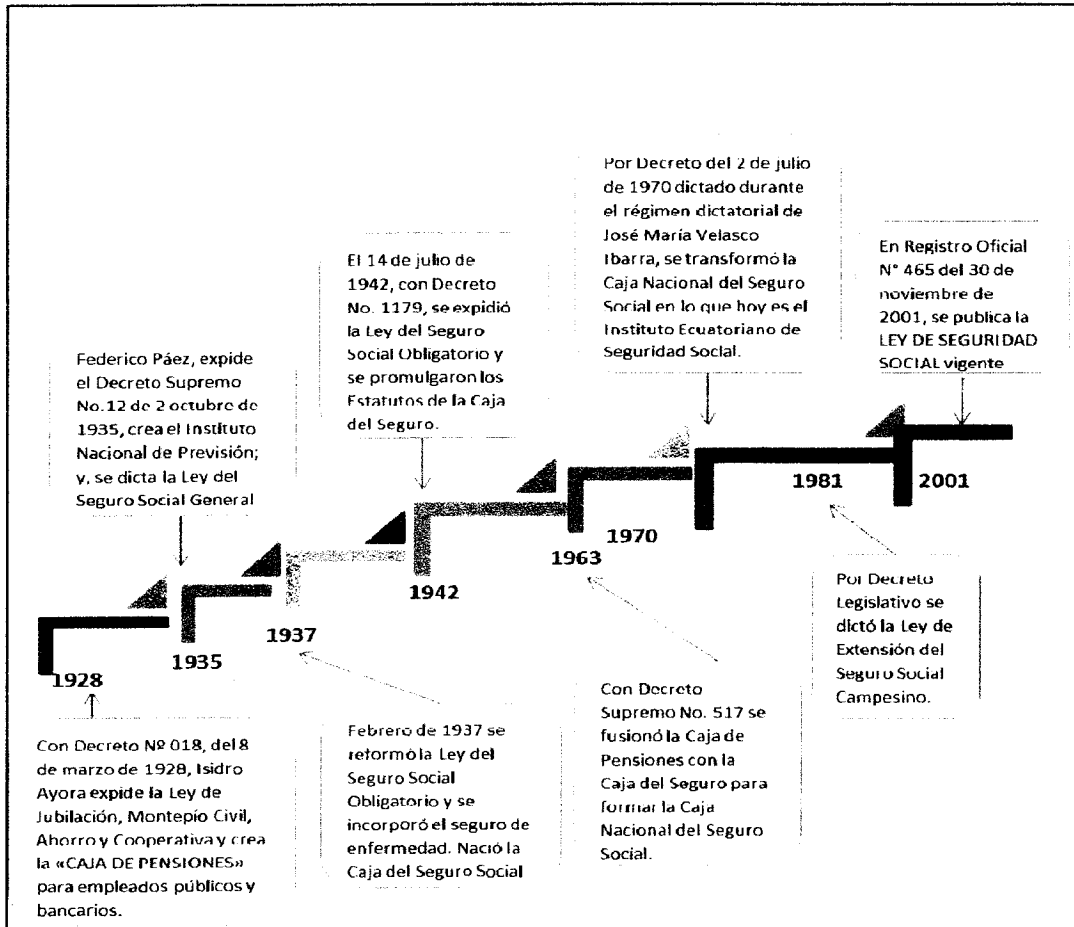 Por Decreto del 2 de julio
de 1970 dictado durante
el régimen dictatorial de
José María Velasco
Ibarra, se transformó la
Caja Nacional del Seguro
Social en lo que hoy es el
Instituto Ecuatoriano de
Seguridad Social.
En Registro Oficial
N° 465 del 30 de
noviembre de
2001, se publica la
LEY DE SEGURIDAD
SOCIAL vigente
El 14 de julio de
1942, con Decreto
No. 1179, se expidió
la Ley del Seguro
Social Obligatorio y
se promulgaron los
Estatutos de la Caja
del Seguro.
Federico Páez, expide
el Decreto Supremo
No.12 de 2 octubre de
1935, crea el Instituto
Nacional de Previsión;
y, se dicta la Ley del
Seguro Social General
1928
1935
1937
1942
1963
1970
1981
2001
Con Decreto Nº 018, del 8
de marzo de 1928, Isidro
Ayora expide la Ley de
Jubilación, Montepío Civil,
Ahorro y Cooperativa y crea
la «CAJA DE PENSIONES»
para empleados públicos y
bancarios.
Febrero de 1937 se
reformó la Ley del
Seguro Social
Obligatorio y se
incorporó el seguro de
enfermedad. Nació la
Caja del Seguro Social
Con Decreto
Supremo No. 517 se
fusionó la Caja de
Pensiones con la
Caja del Seguro para
formar la Caja
Nacional del Seguro
Social.
Por Decreto
Legislativo se
dictó la Ley de
Extensión del
Seguro Social
Campesino.